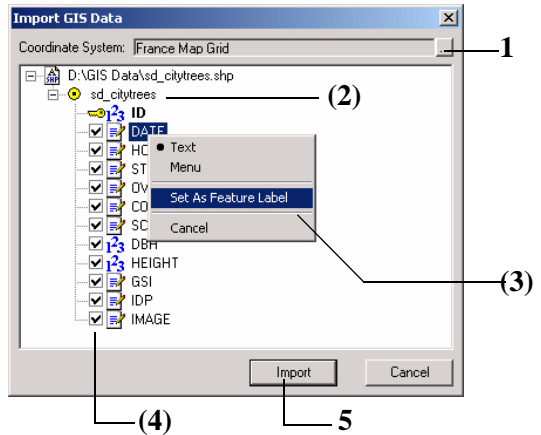 Import GIS Data
Coordinate System: France Map Grid ... 1
D:\GIS Data\sd_citytrees.shp
sd_citytrees (2)
ID
DATE
HO
ST
OV
CO
SC
DBH
HEIGHT
GSI
IDP
IMAGE
Text
Menu
Set As Feature Label
Cancel
(3)
Import Cancel
(4) 5